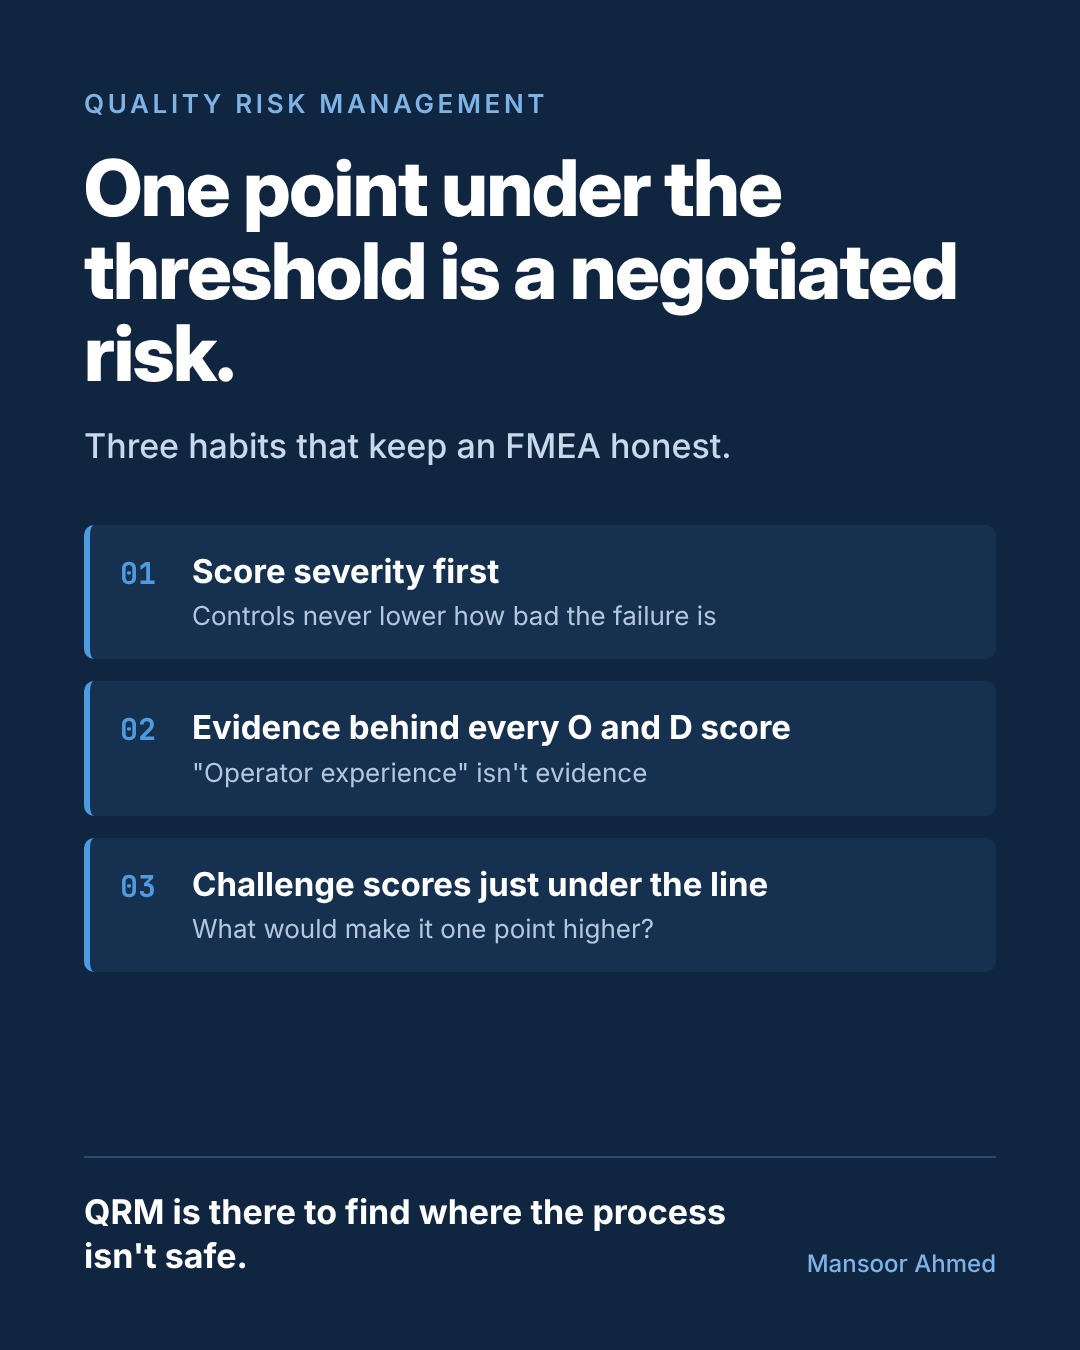 QUALITY RISK MANAGEMENT
One point under the
threshold is a negotiated
risk.
Three habits that keep an FMEA honest.
01 Score severity first
Controls never lower how bad the failure is
02 Evidence behind every O and D score
"Operator experience" isn't evidence
03 Challenge scores just under the line
What would make it one point higher?
QRM is there to find where the process
isn't safe.
Mansoor Ahmed